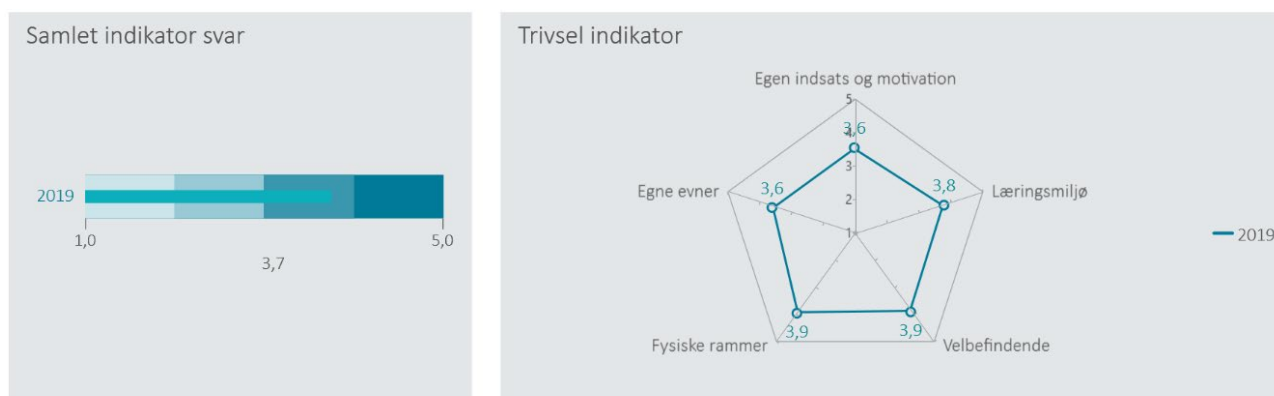 Samlet indikator svar
2019
1,0
5,0
3,7
Trivsel indikator
Egen indsats og motivation
5
4
3
2
1
3,6
3,8
3,9
3,9
3,6
Læringsmiljø
Velbefindende
Fysiske rammer
Egne evner
2019